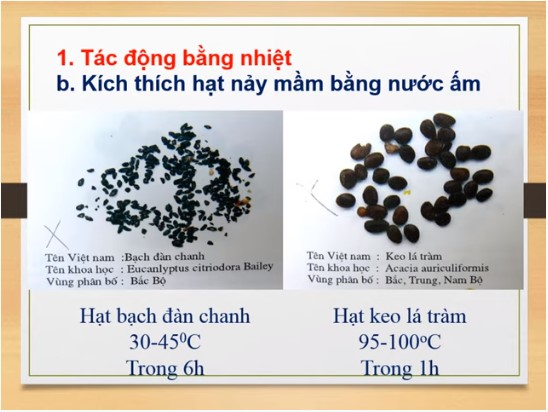 1. Tác động bằng nhiệt
b. Kích thích hạt nảy mầm bằng nước ấm
Tên Việt nam :Bạch đàn chanh
Tên khoa học : Eucanlyptus citriodora Bailey
Vùng phân bố : Bắc Bộ
Tên Việt nam : Keo lá tràm
Tên khoa học : Acacia auriculiformis
Vùng phân bố : Bắc, Trung, Nam Bộ
Hạt bạch đàn chanh
30-45⁰C
Trong 6h
Hạt keo lá tràm
95-100ᵒC
Trong 1h